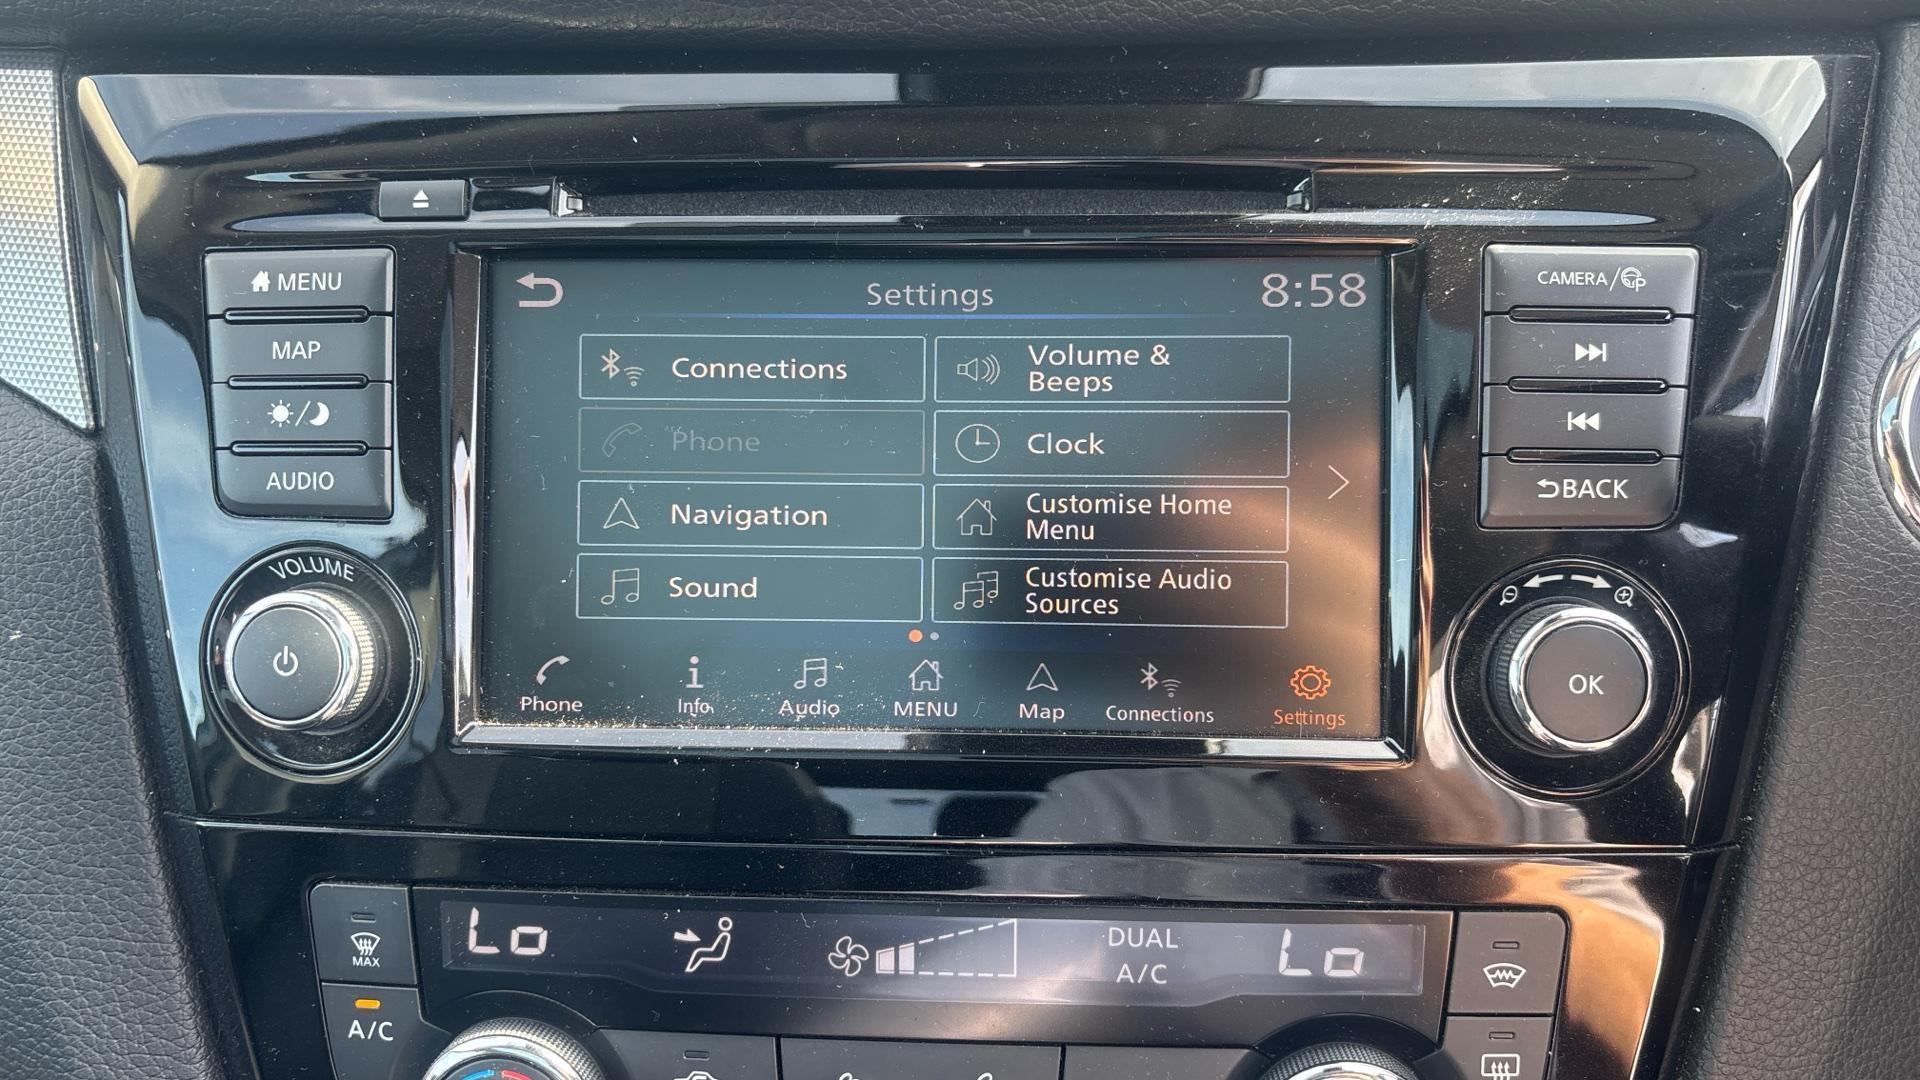 MENU
MAP
AUDIO
VOLUME
Settings
8:58
Connections
Volume &
Beeps
Phone
Clock
Navigation
Customise Home
Menu
Sound
Customise Audio
Sources
Phone
Info
Audio
MENU
Map
Connections
Settings
CAMERA/
BACK
OK
MAX
A/C
Lo
DUAL
A/C
Lo